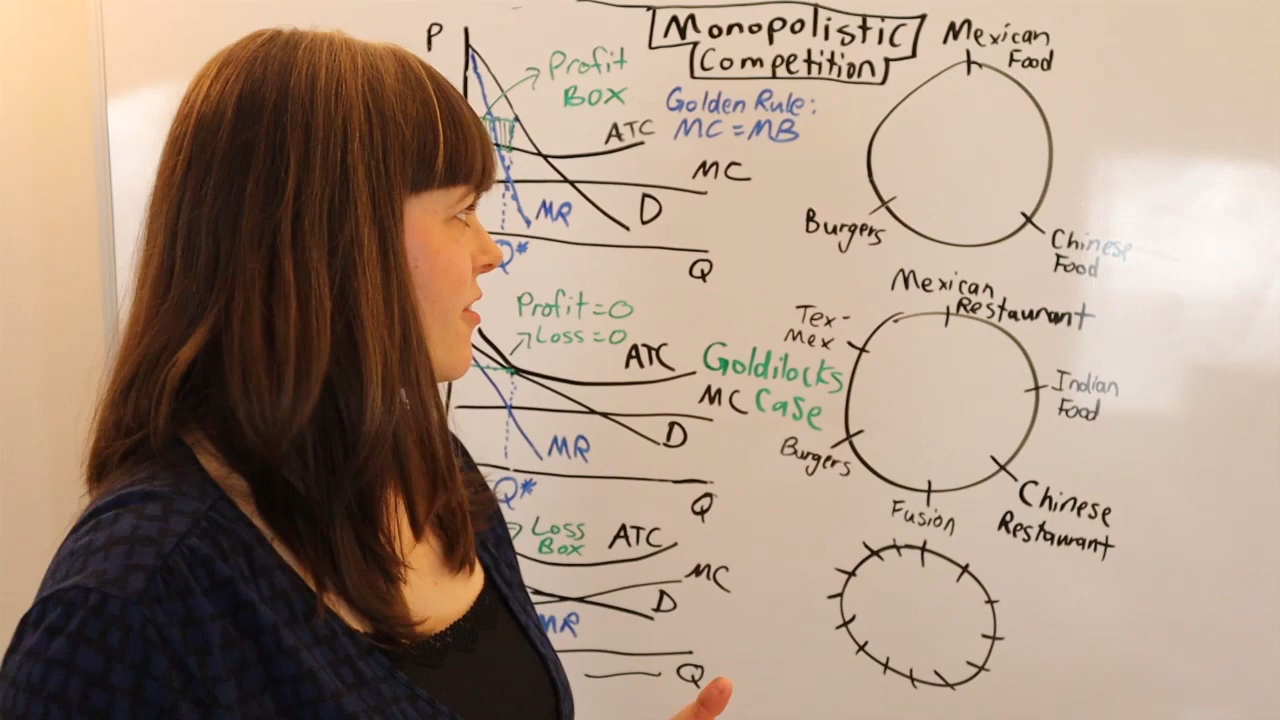 Monopolistic
Competition
P
Profit
BOX
Golden Rule:
MC = MB
ATC
MC
MR
D
Q*
Q
Profit = 0
Loss = 0
ATC
Goldilocks
Case
MC
D
MR
Q*
Q
Loss
Box
ATC
MC
D
MR
Q
Mexican
Food
Burgers
Chinese
Food
Mexican
Restaurant
Tex-
Mex
Indian
Food
Burgers
Fusion
Chinese
Restaurant